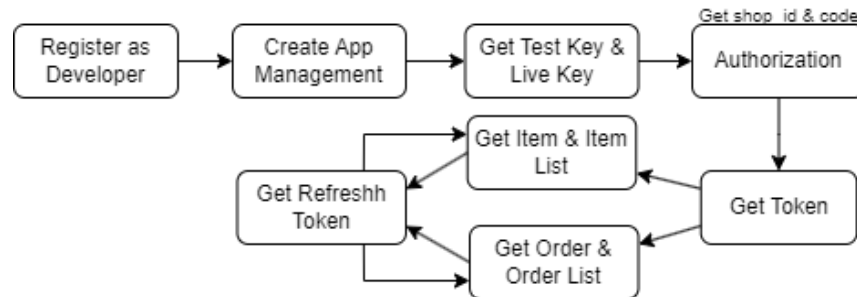 Get shop_id & code
Register as
Developer
Create App
Management
Get Test Key &
Live Key
Authorization
Get Item & Item
List
Get Refreshh
Token
Get Token
Get Order &
Order List